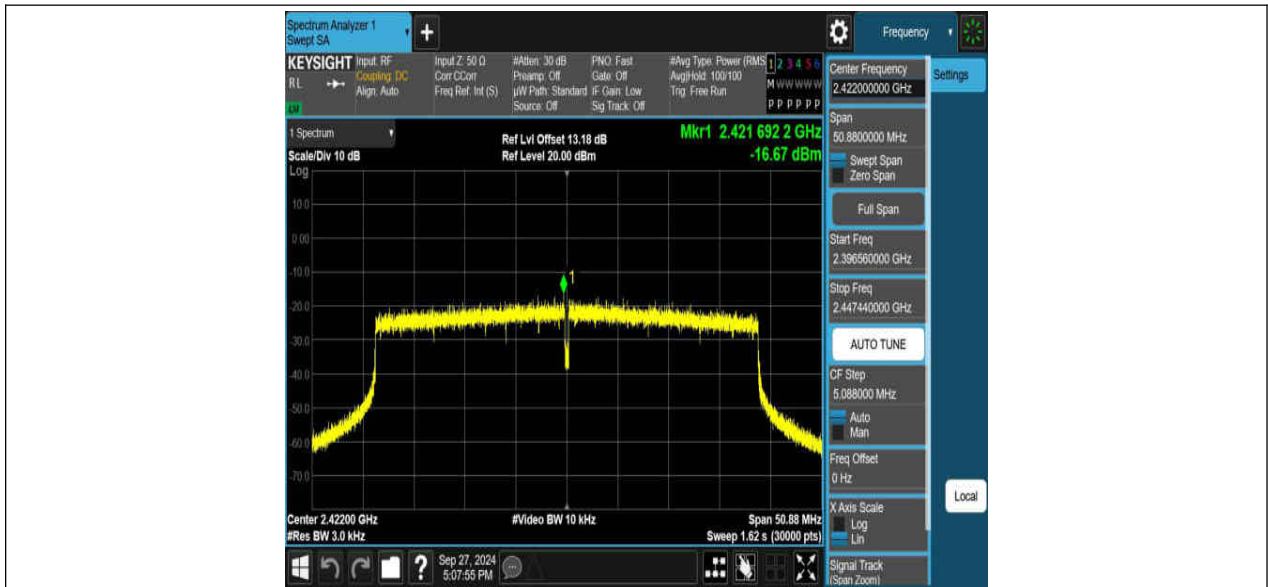 Spectrum Analyzer 1
Swept SA
+
Frequency
KEYSIGHT
RL
LXI
Input: RF
Coupling: DC
Align: Auto
Input Z: 50 Ω
Corr CCorr
Freq Ref: Int (S)
#Atten: 30 dB
Preamp: Off
µW Path: Standard
Source: Off
PNO: Fast
Gate: Off
IF Gain: Low
Sig Track: Off
#Avg Type: Power (RMS
Avg|Hold: 100/100
Trig: Free Run
1 2 3 4 5 6
M W W W W W
P P P P P P
Center Frequency
2.422000000 GHz
Settings
1 Spectrum
Scale/Div 10 dB
Log
Ref Lvl Offset 13.18 dB
Ref Level 20.00 dBm
Mkr1 2.421 692 2 GHz
-16.67 dBm
10.0
0.00
-10.0
-20.0
-30.0
-40.0
-50.0
-60.0
-70.0
1
Span
50.8800000 MHz
Swept Span
Zero Span
Full Span
Start Freq
2.396560000 GHz
Stop Freq
2.447440000 GHz
AUTO TUNE
CF Step
5.088000 MHz
Auto
Man
Freq Offset
0 Hz
X Axis Scale
Log
Lin
Signal Track
(Span Zoom)
Local
Center 2.42200 GHz
#Res BW 3.0 kHz
#Video BW 10 kHz
Span 50.88 MHz
Sweep 1.62 s (30000 pts)
?
Sep 27, 2024
5:07:55 PM